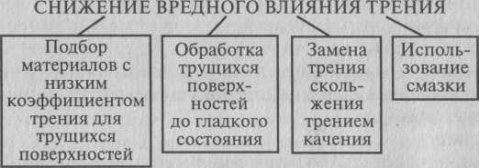 СНИЖЕНИЕ ВРЕДНОГО ВЛИЯНИЯ ТРЕНИЯ
Подбор
материалов с
низким
коэффициентом
трения для
трущихся
поверхностей
Обработка
трущихся
поверх-
ностей
до гладкого
состояния
Замена
трения
сколь-
жения
трением
качения
Исполь-
зование
смазки